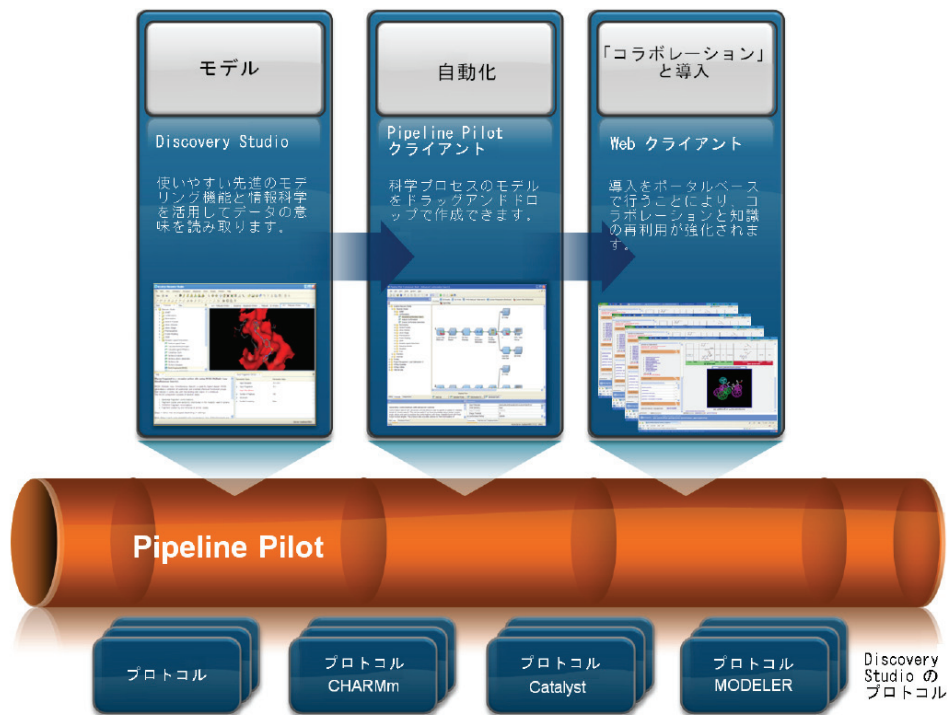 モデル
Discovery Studio
使いやすい先進のモデ
リング機能と情報科学
を活用してデータの意
味を読み取ります。
自動化
Pipeline Pilot
クライアント
科学プロセスのモデル
をドラッグアンドドロ
ップで作成できます。
「コラボレーション」
と導入
Web クライアント
導入をポータルベース
で行うことにより、コ
ラボレーションと知識
の再利用が強化されま
す。
Pipeline Pilot
プロトコル
プロトコル
CHARMm
プロトコル
Catalyst
プロトコル
MODELER
Discovery
Studio の
プロトコル